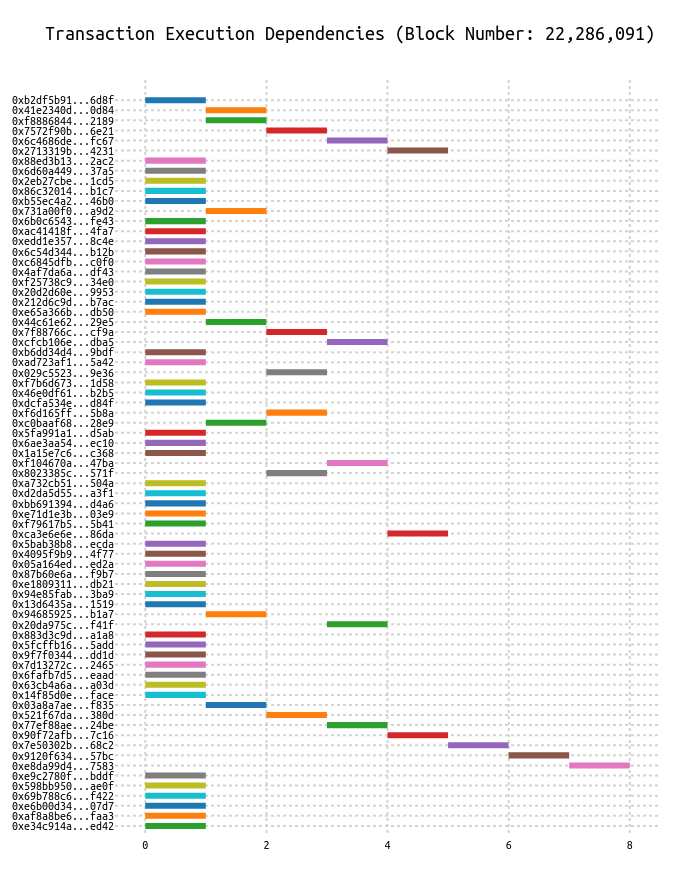 Transaction Execution Dependencies (Block Number: 22,286,091)
0xb2df5b91...6d8f
0x41e2340d...0d84
0xf8886844...2189
0x7572f90b...6e21
0x6c4686de...fc67
0x2713319b...4231
0x88ed3b13...2ac2
0x6d60a449...37a5
0x2eb27cbe...1cd5
0x86c32014...b1c7
0xb55ec4a2...46b0
0x731a00f0...a9d2
0x6b0c6543...fe43
0xac41418f...4fa7
0xedd1e357...8c4e
0x6c54d344...b12b
0xc6845dfb...c0f0
0x4af7da6a...df43
0xf25738c9...34e0
0x20d2d60e...9953
0x212d6c9d...b7ac
0xe65a366b...db50
0x44c61e62...29e5
0x7f88766c...cf9a
0xcfcb106e...dba5
0xb6dd34d4...9bdf
0xad723af1...5a42
0x029c5523...9e36
0xf7b6d673...1d58
0x46e0df61...b2b5
0xdcfa534e...d84f
0xf6d165ff...5b8a
0xc0baaf68...28e9
0x5fa991a1...d5ab
0x6ae3aa54...ec10
0x1a15e7c6...c368
0xf104670a...47ba
0x8023385c...571f
0xa732cb51...504a
0xd2da5d55...a3f1
0xbb691394...d4a6
0xe71d1e3b...03e9
0xf79617b5...5b41
0xca3e6e6e...86da
0x5bab38b8...ecda
0x4095f9b9...4f77
0x05a164ed...ed2a
0x87b60e6a...f9b7
0xe1809311...db21
0x94e85fab...3ba9
0x13d6435a...1519
0x94685925...b1a7
0x20da975c...f41f
0x883d3c9d...a1a8
0x5fcffb16...5add
0x9f7f0344...dd1d
0x7d13272c...2465
0x6fafb7d5...eaad
0x63cb4a6a...a03d
0x14f85d0e...face
0x03a8a7ae...f835
0x521f67da...380d
0x77ef88ae...24be
0x90f72afb...7c16
0x7e50302b...68c2
0x9120f634...57bc
0xe8da99d4...7583
0xe9c2780f...bddf
0x598bb950...ae0f
0x69b788c6...f422
0xe6b00d34...07d7
0xaf8a8be6...faa3
0xe34c914a...ed42
0 2 4 6 8